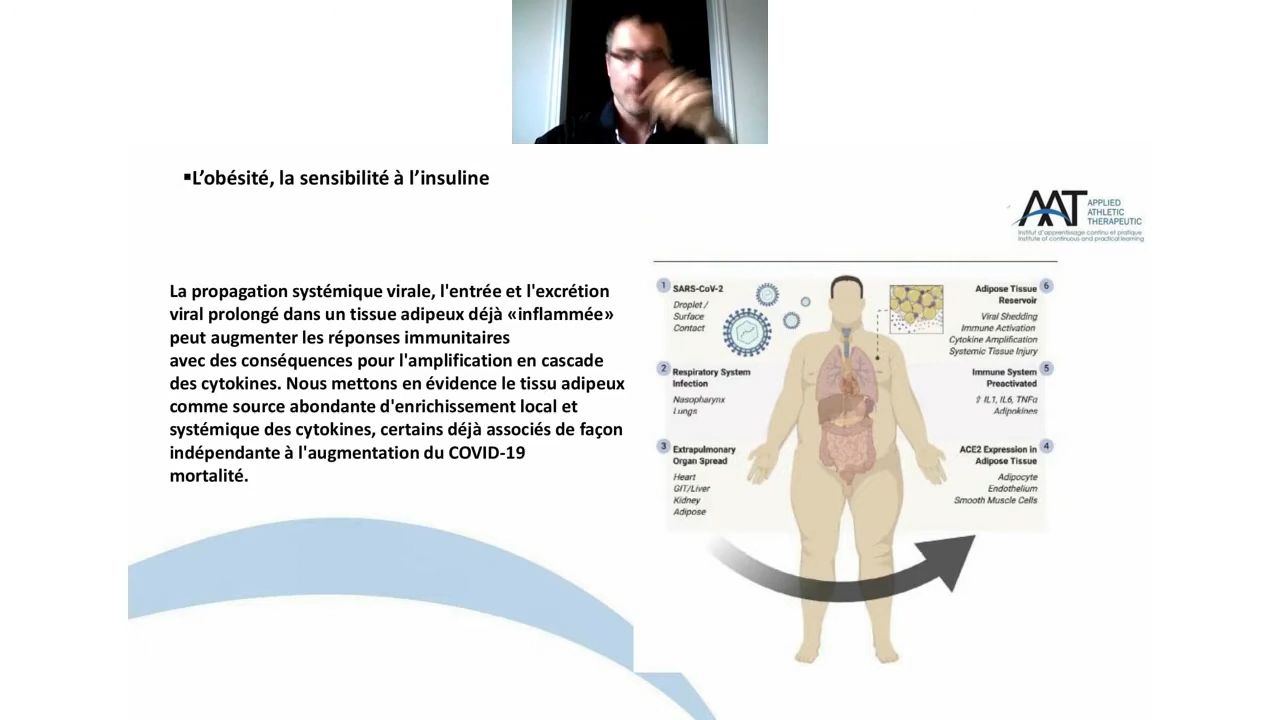 ▪L'obésité, la sensibilité à l'insuline
AAT APPLIED
ATHLETIC
THERAPEUTIC
Institut d'apprentissage continu et pratique
Institute of continuous and practical learning
La propagation systémique virale, l'entrée et l'excrétion
viral prolongé dans un tissue adipeux déjà «inflammée»
peut augmenter les réponses immunitaires
avec des conséquences pour l'amplification en cascade
des cytokines. Nous mettons en évidence le tissu adipeux
comme source abondante d'enrichissement local et
systémique des cytokines, certains déjà associés de façon
indépendante à l'augmentation du COVID-19
mortalité.
1 SARS-CoV-2
Droplet /
Surface
Contact
2 Respiratory System
Infection
Nasopharynx
Lungs
3 Extrapulmonary
Organ Spread
Heart
GIT/Liver
Kidney
Adipose
Adipose Tissue 6
Reservoir
Viral Shedding
Immune Activation
Cytokine Amplification
Systemic Tissue Injury
Immune System 5
Preactivated
⇧ IL1, IL6, TNFα
Adipokines
ACE2 Expression in 4
Adipose Tissue
Adipocyte
Endothelium
Smooth Muscle Cells